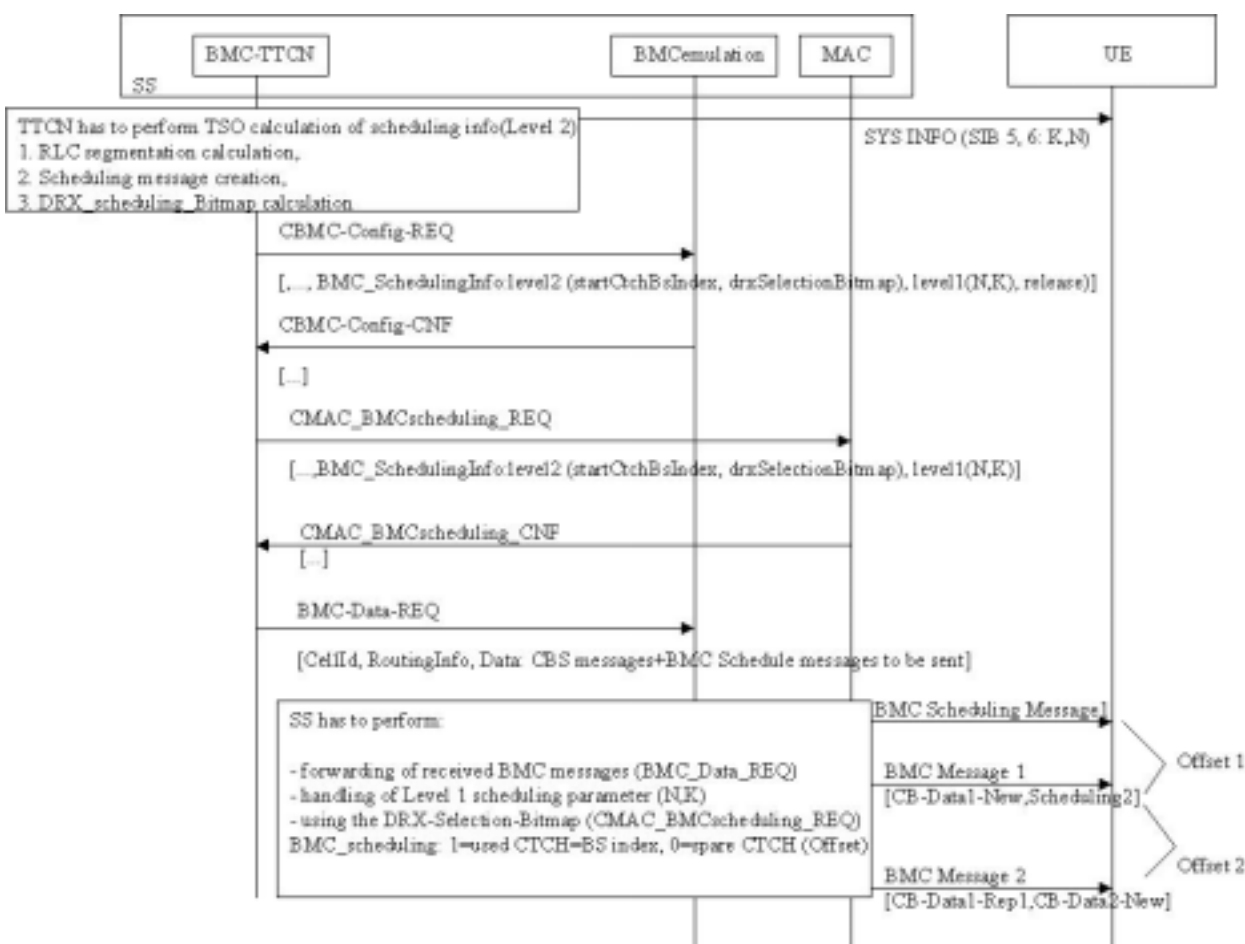 BMC-TTCN
BMCemulation
MAC
UE
SS
TTCN has to perform TSO calculation of scheduling info(Level 2)
1. RLC segmentation calculation,
2. Scheduling message creation,
3. DRX_scheduling_Bitmap calculation
SYS INFO (SIB 5, 6: K,N)
CBMC-Config-REQ
[,..., BMC_SchedulingInfo:level2 (startCtchBsIndex, drxSelectionBitmap), level1(N,K), release)]
CBMC-Config-CNF
[...]
CMAC_BMCscheduling_REQ
[...,BMC_SchedulingInfo:level2 (startCtchBsIndex, drxSelectionBitmap), level1(N,K)]
CMAC_BMCscheduling_CNF
[...]
BMC-Data-REQ
[CellId, RoutingInfo, Data: CBS messages+BMC Schedule messages to be sent]
SS has to perform:
- forwarding of received BMC messages (BMC_Data_REQ)
- handling of Level 1 scheduling parameter (N,K)
- using the DRX-Selection-Bitmap (CMAC_BMCscheduling_REQ)
BMC_scheduling: 1=used CTCH=BS index, 0=spare CTCH (Offset)
[BMC Scheduling Message]
Offset 1
BMC Message 1
[CB-Data1-New,Scheduling2]
Offset 2
BMC Message 2
[CB-Data1-Rep1,CB-Data2-New]